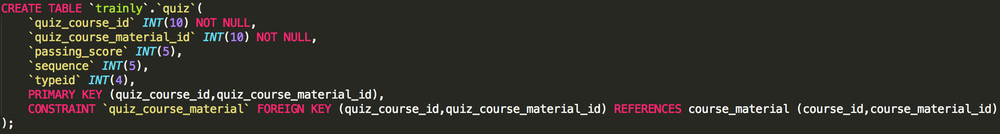 CREATE TABLE `trainly`.`quiz`(
    `quiz_course_id` INT(10) NOT NULL,
    `quiz_course_material_id` INT(10) NOT NULL,
    `passing_score` INT(5),
    `sequence` INT(5),
    `typeid` INT(4),
    PRIMARY KEY (quiz_course_id,quiz_course_material_id),
    CONSTRAINT `quiz_course_material` FOREIGN KEY (quiz_course_id,quiz_course_material_id) REFERENCES course_material (course_id,course_material_id)
);